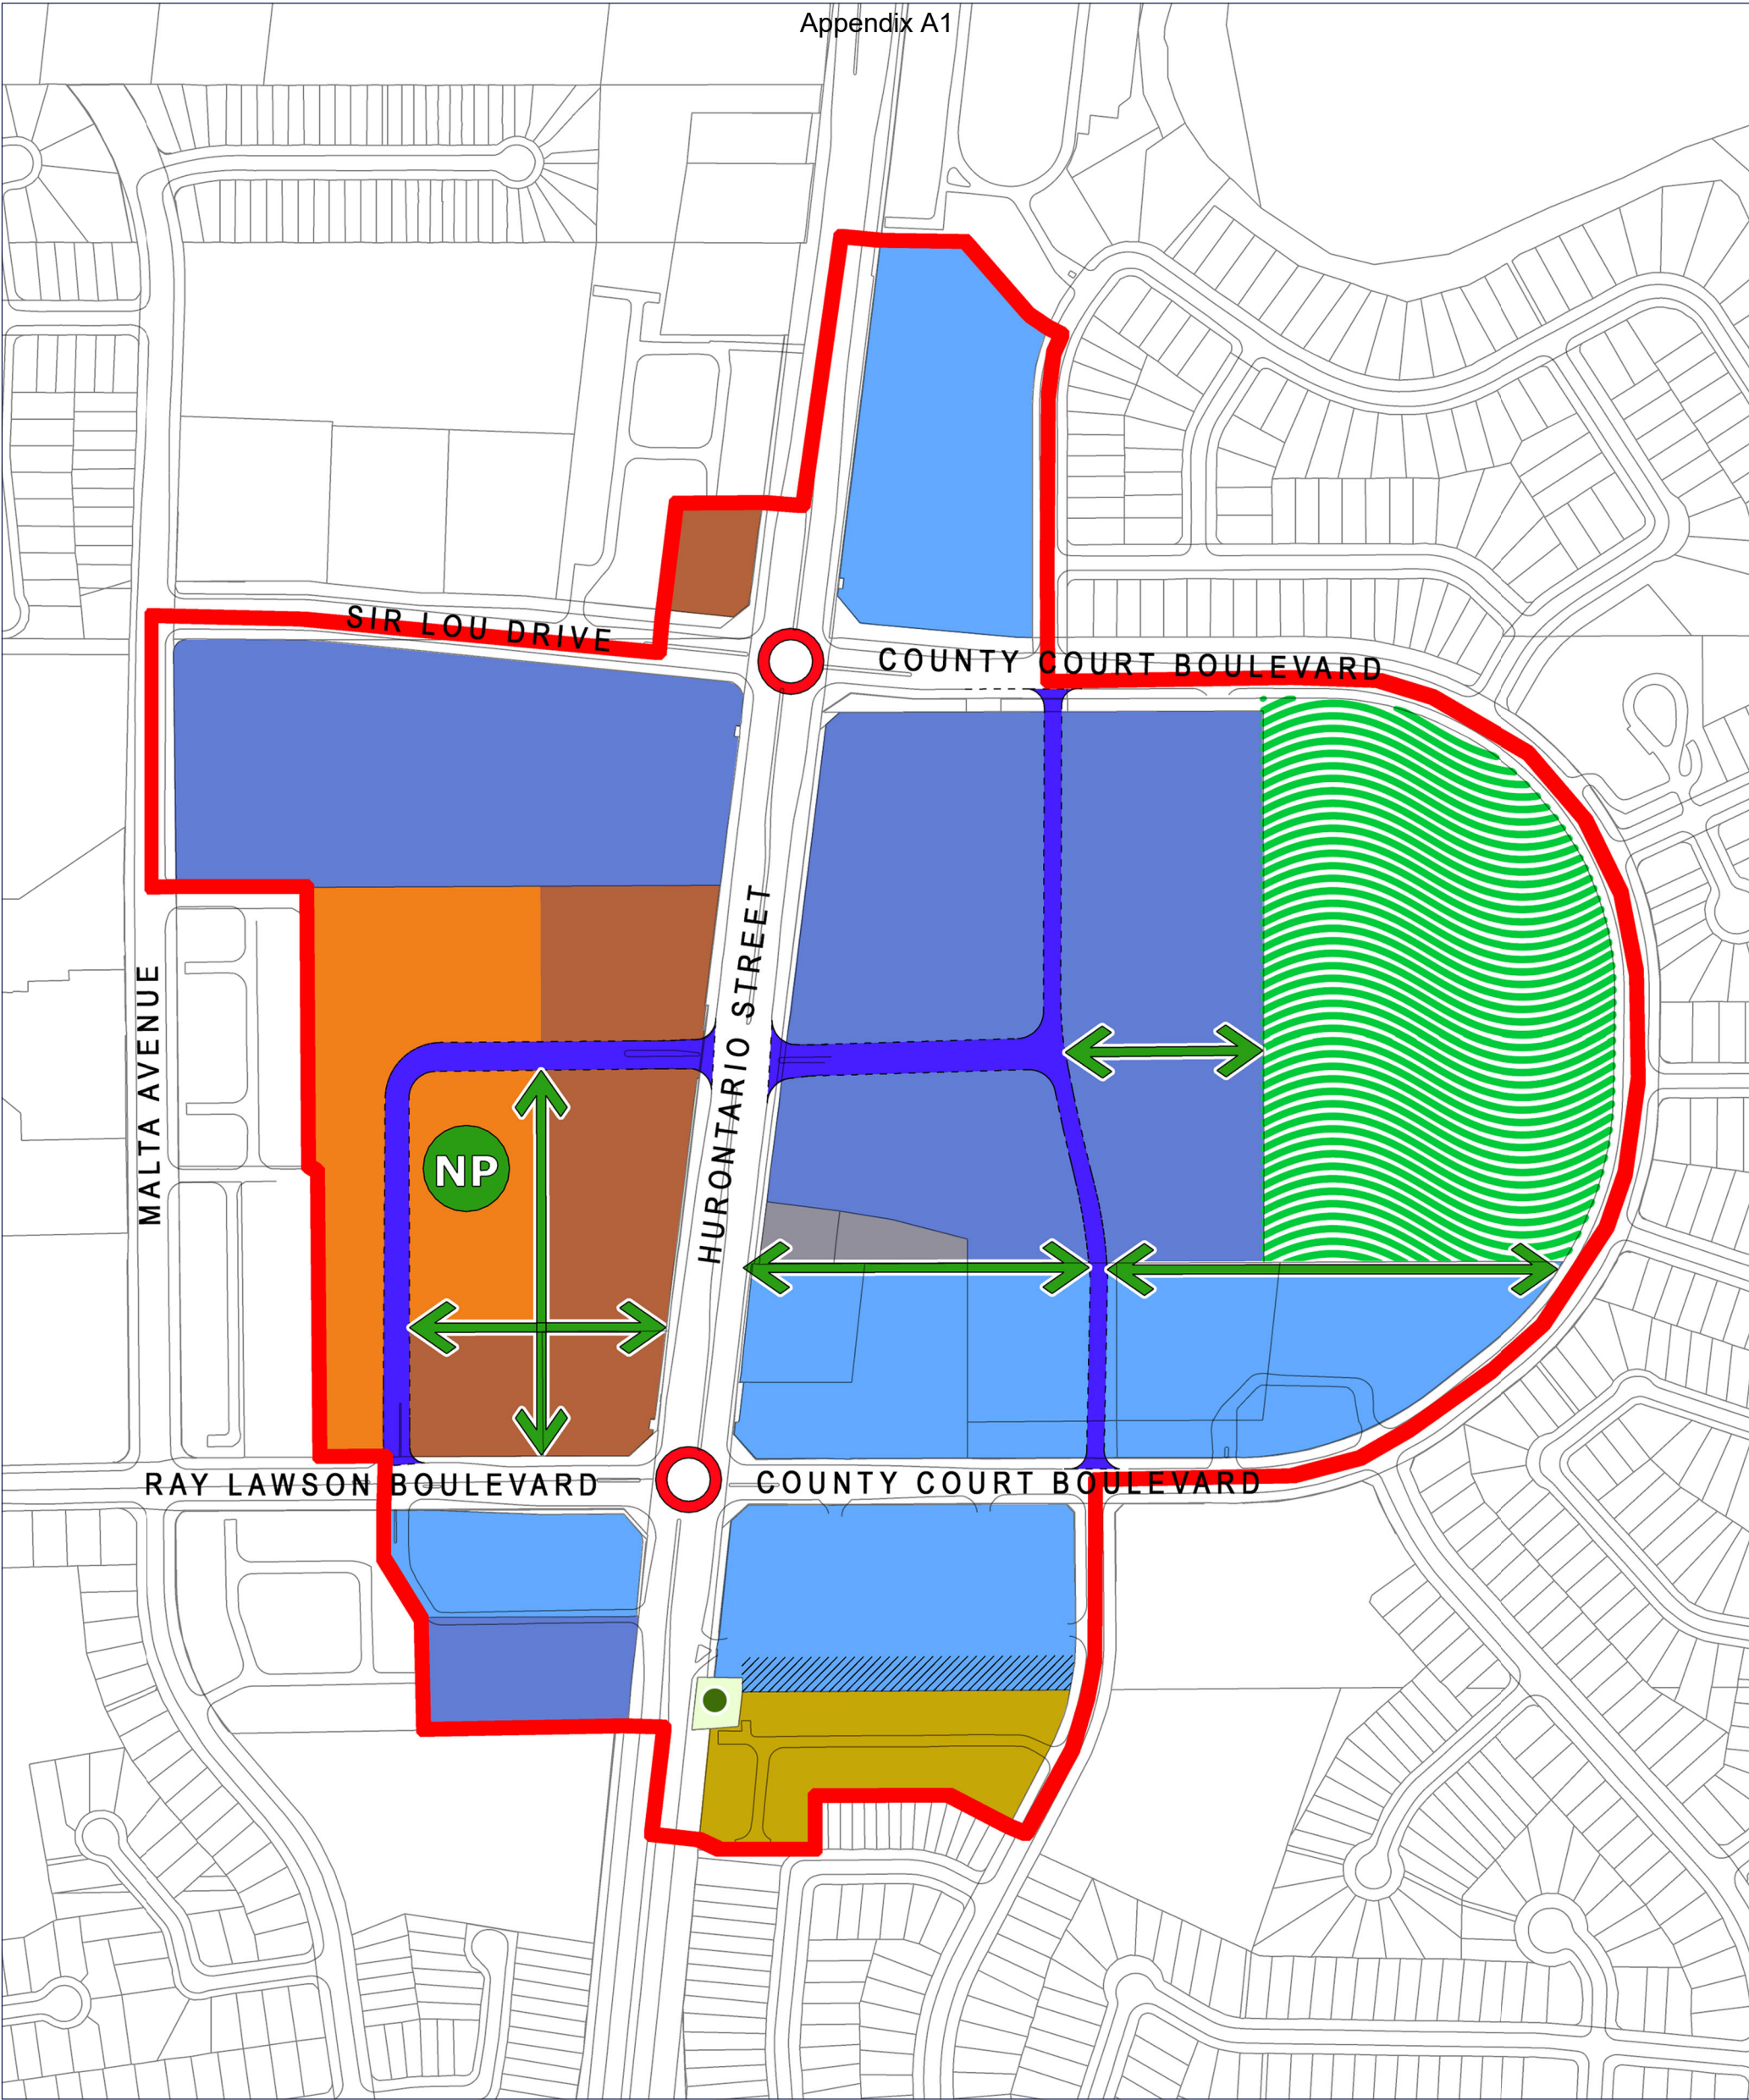 Appendix A1
SIR LOU DRIVE
COUNTY COURT BOULEVARD
HURONTARIO STREET
MALTA AVENUE
NP
RAY LAWSON BOULEVARD
COUNTY COURT BOULEVARD